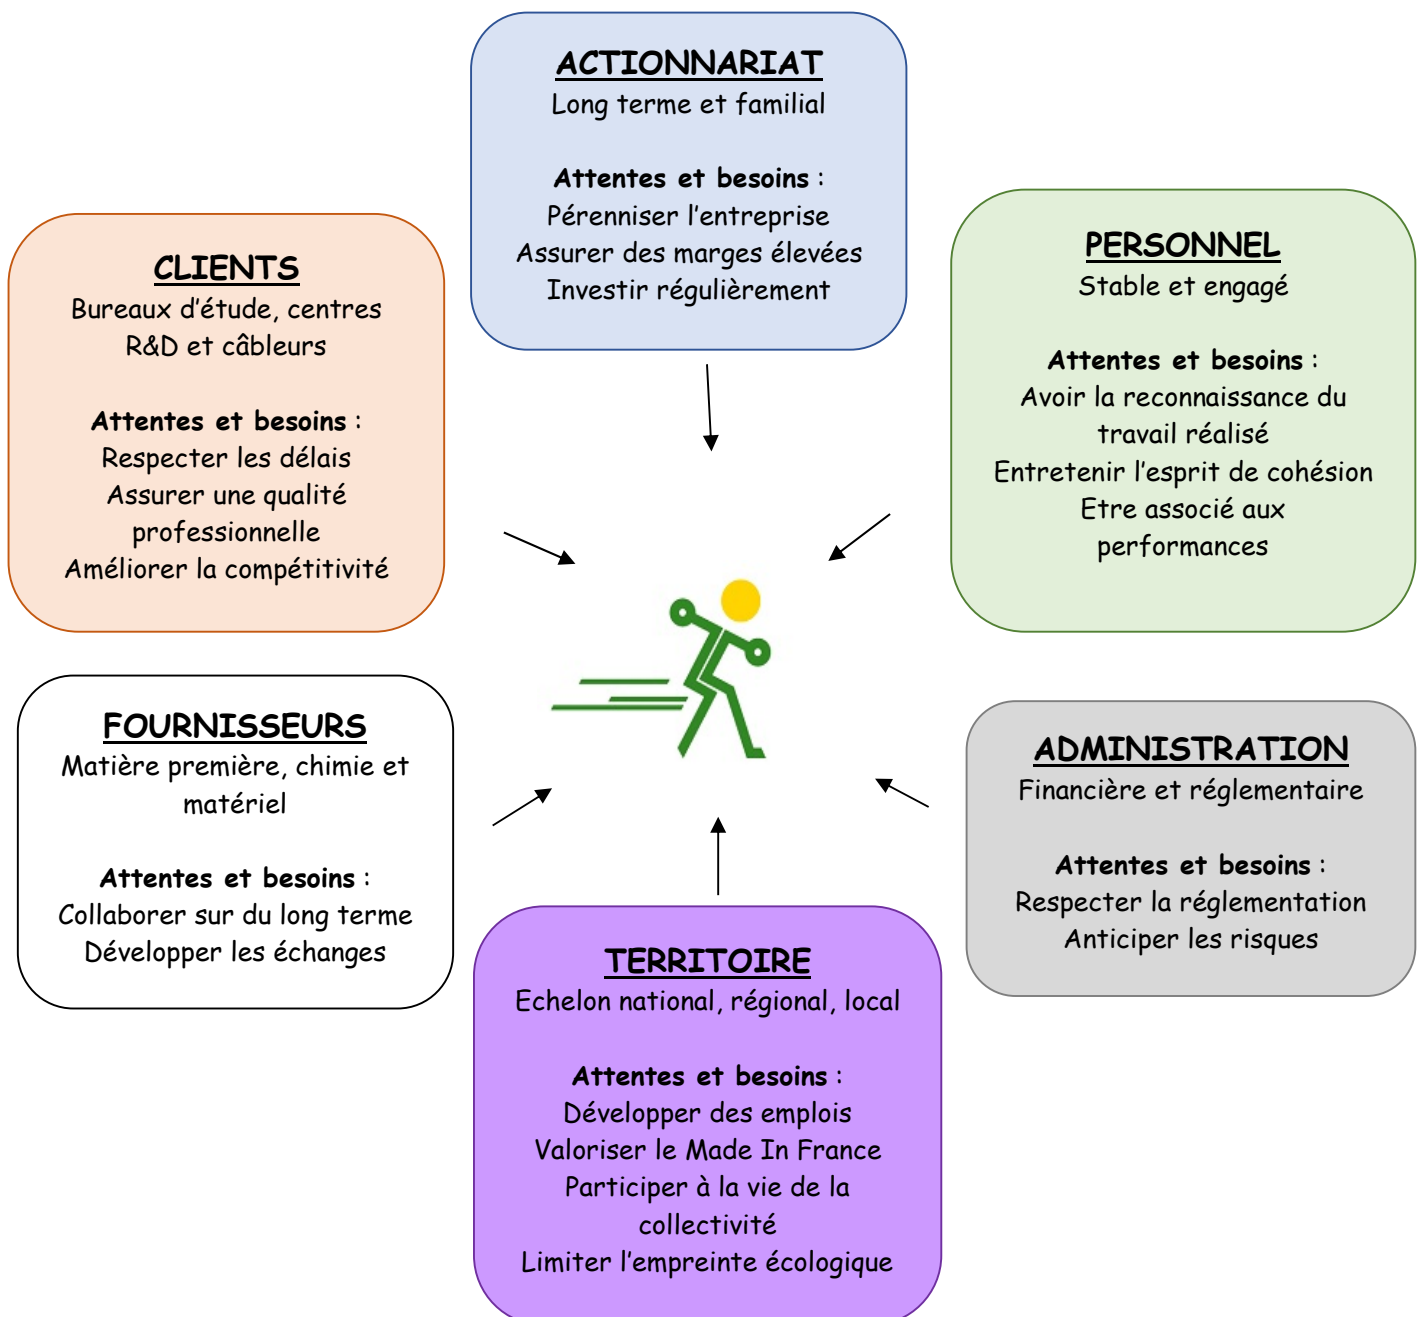 ACTIONNARIAT
Long terme et familial
Attentes et besoins :
Pérenniser l'entreprise
Assurer des marges élevées
Investir régulièrement
CLIENTS
Bureaux d'étude, centres
R&D et câbleurs
Attentes et besoins :
Respecter les délais
Assurer une qualité
professionnelle
Améliorer la compétitivité
PERSONNEL
Stable et engagé
Attentes et besoins :
Avoir la reconnaissance du
travail réalisé
Entretenir l'esprit de cohésion
Etre associé aux
performances
FOURNISSEURS
Matière première, chimie et
matériel
Attentes et besoins :
Collaborer sur du long terme
Développer les échanges
ADMINISTRATION
Financière et réglementaire
Attentes et besoins :
Respecter la réglementation
Anticiper les risques
TERRITOIRE
Echelon national, régional, local
Attentes et besoins :
Développer des emplois
Valoriser le Made In France
Participer à la vie de la
collectivité
Limiter l'empreinte écologique